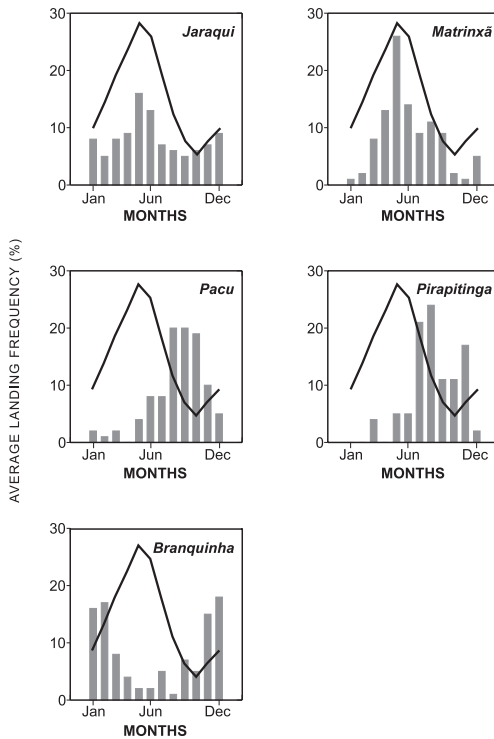 AVERAGE LANDING FREQUENCY (%)
30
20
10
0
Jaraqui
Jan
Jun
Dec
MONTHS
30
20
10
0
Matrinxã
Jan
Jun
Dec
MONTHS
30
20
10
0
Pacu
Jan
Jun
Dec
MONTHS
30
20
10
0
Pirapitinga
Jan
Jun
Dec
MONTHS
30
20
10
0
Branquinha
Jan
Jun
Dec
MONTHS